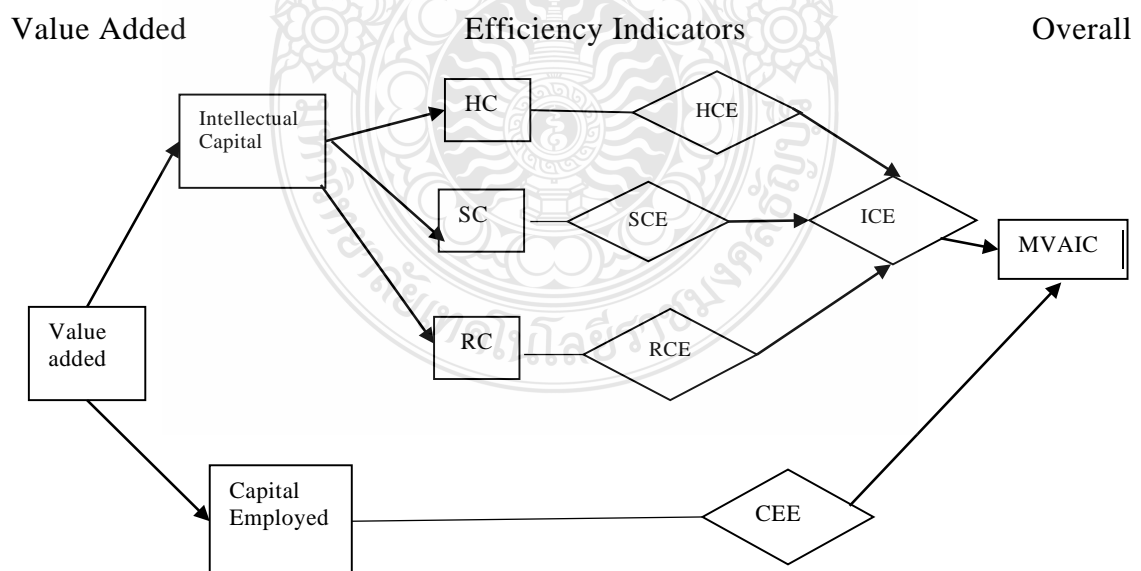 Value Added
Efficiency Indicators
Overall
Intellectual
Capital
HC
HCE
SC
SCE
ICE
MVAIC
Value
added
RC
RCE
Capital
Employed
CEE